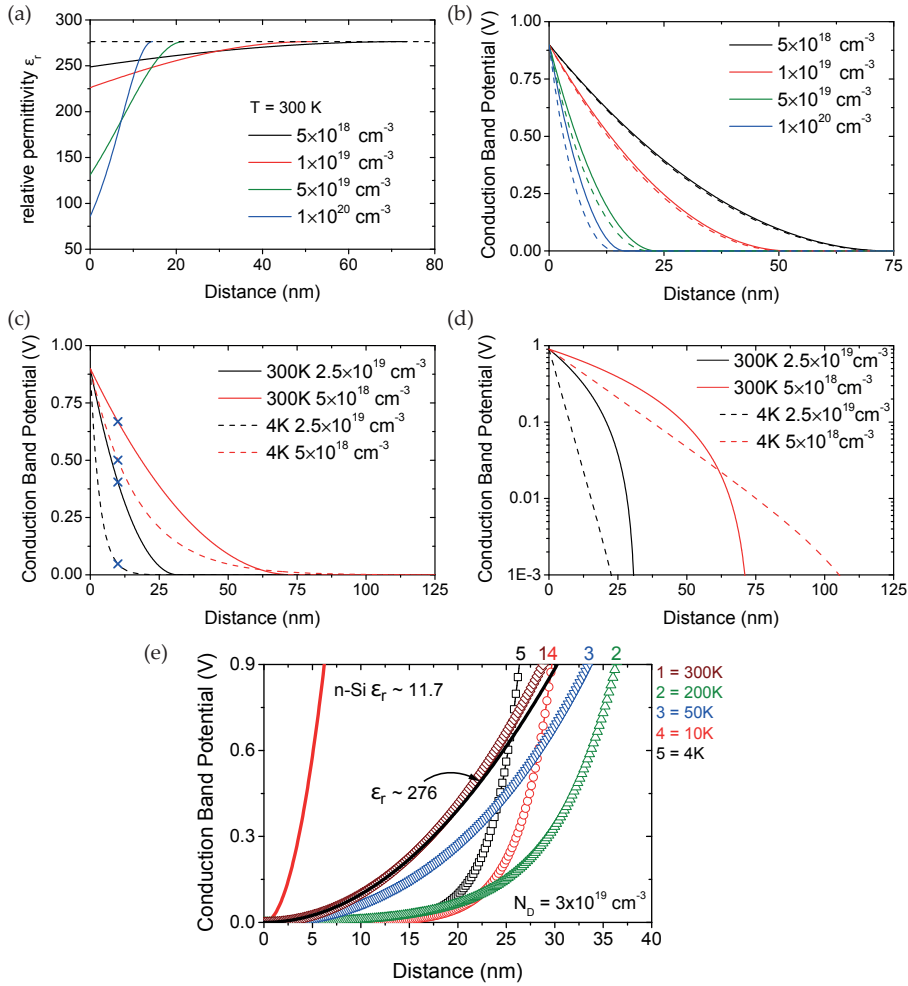 (a)
300
275
250
225
200
175
150
125
100
75
50
relative permittivity εr
T = 300 K
5×10^18 cm^-3
1×10^19 cm^-3
5×10^19 cm^-3
1×10^20 cm^-3
0 20 40 60 80
Distance (nm)
(b)
1.00
0.75
0.50
0.25
0.00
Conduction Band Potential (V)
5×10^18 cm^-3
1×10^19 cm^-3
5×10^19 cm^-3
1×10^20 cm^-3
0 25 50 75
Distance (nm)
(c)
1.00
0.75
0.50
0.25
0.00
Conduction Band Potential (V)
300K 2.5×10^19 cm^-3
300K 5×10^18 cm^-3
4K 2.5×10^19 cm^-3
4K 5×10^18 cm^-3
0 25 50 75 100 125
Distance (nm)
(d)
1
0.1
0.01
1E-3
Conduction Band Potential (V)
300K 2.5×10^19 cm^-3
300K 5×10^18 cm^-3
4K 2.5×10^19 cm^-3
4K 5×10^18 cm^-3
0 25 50 75 100 125
Distance (nm)
(e)
5 1 4 3 2
0.9
0.6
0.3
0.0
Conduction Band Potential (V)
n-Si εr ~ 11.7
εr ~ 276
ND = 3x10^19 cm^-3
1 = 300K
2 = 200K
3 = 50K
4 = 10K
5 = 4K
0 5 10 15 20 25 30 35 40
Distance (nm)